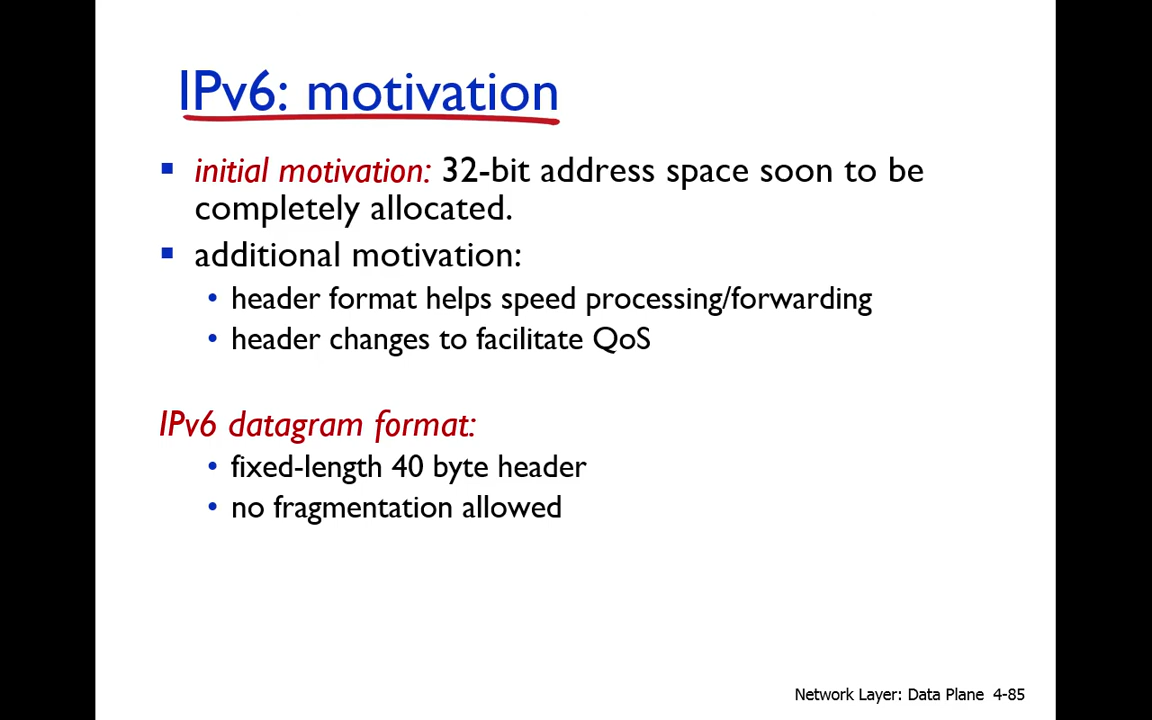 IPv6: motivation
▪ initial motivation: 32-bit address space soon to be
completely allocated.
▪ additional motivation:
• header format helps speed processing/forwarding
• header changes to facilitate QoS
IPv6 datagram format:
• fixed-length 40 byte header
• no fragmentation allowed
Network Layer: Data Plane 4-85